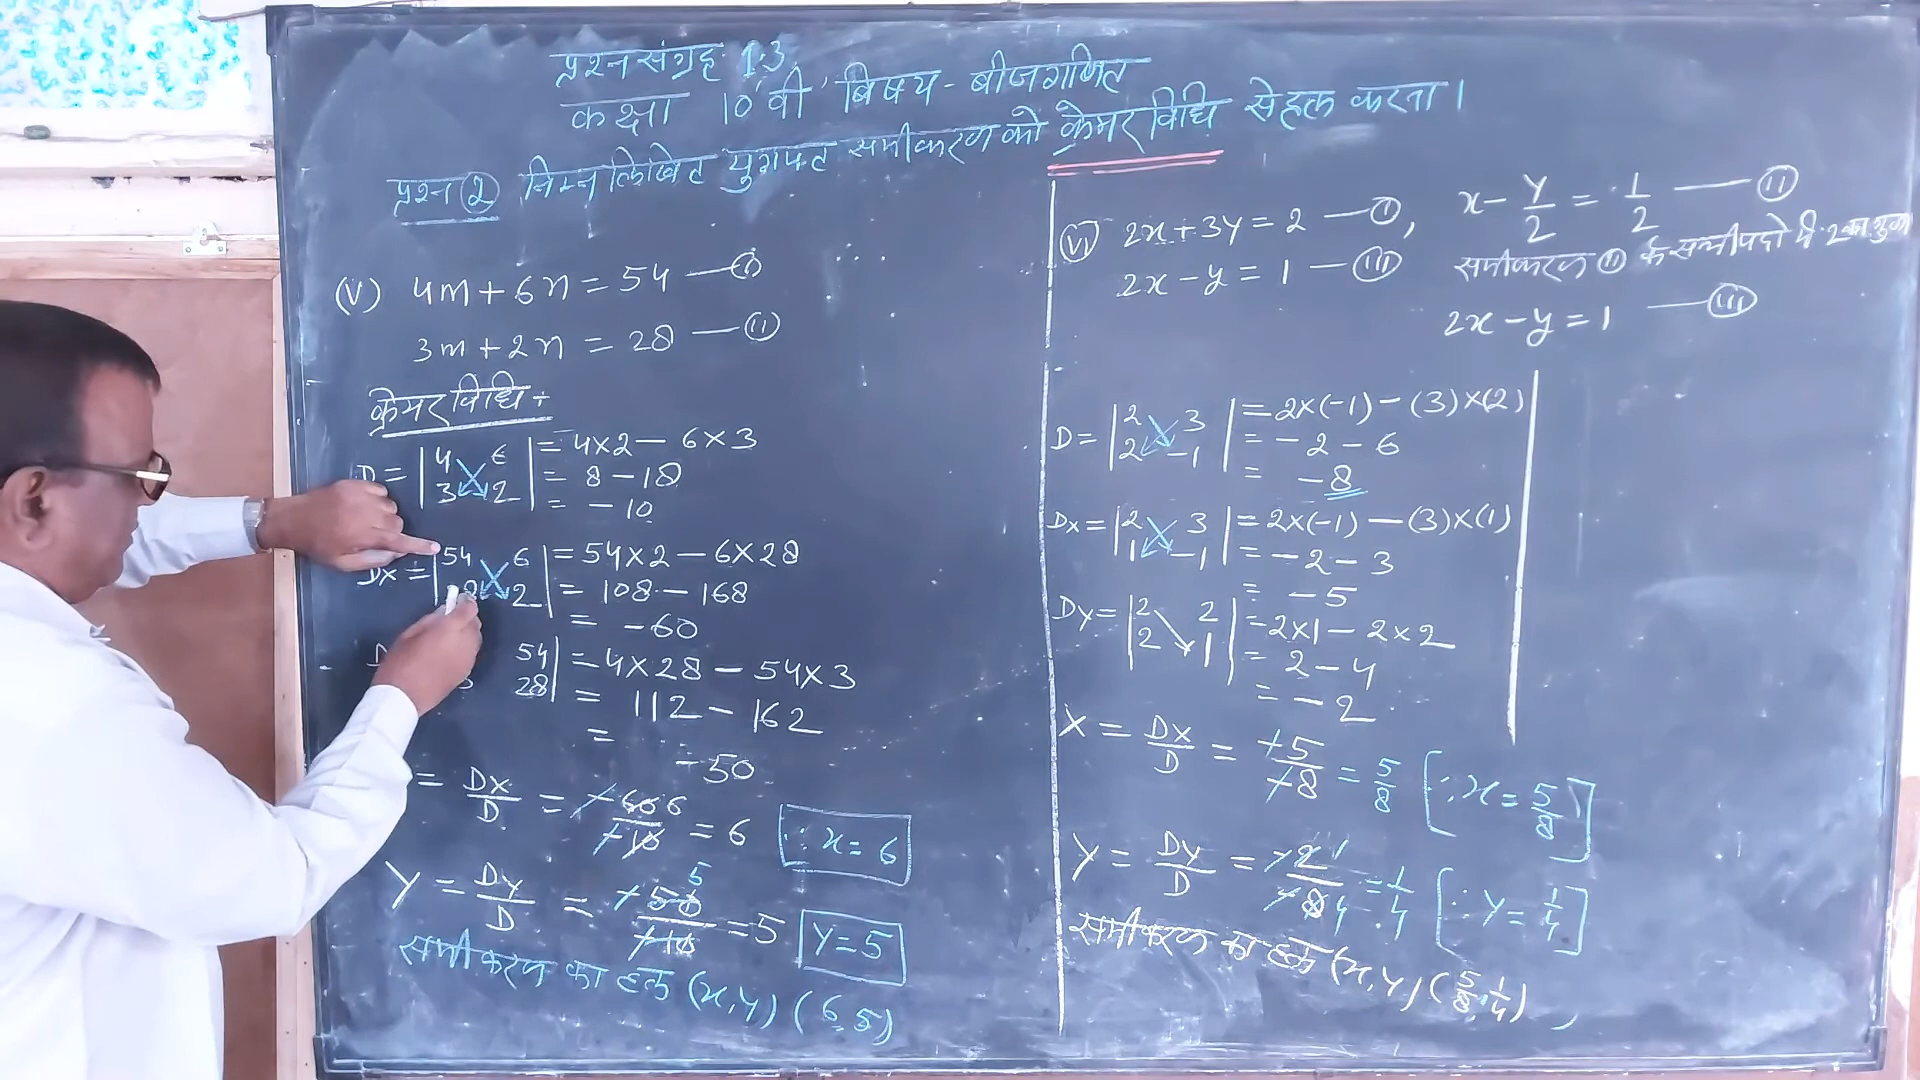 प्रश्नसंग्रह 1.3
कक्षा 10 वी विषय - बीजगणित
प्रश्न 2 निम्नलिखित युगपत समीकरण को क्रेमर विधि से हल करता ।
(V) 4m + 6n = 54 — (i)
3m + 2n = 28 — (ii)
क्रेमर विधि ÷
D = | 4 6 | = 4×2 – 6×3
| 3 2 | = 8 – 18
= – 10
Dx = | 54 6 | = 54×2 – 6×28
2 | = 108 – 168
= – 60
54 | = 4×28 – 54×3
28 | = 112 – 162
=
– 50
= Dx/D = –60/–10 6 = 6 ∴ x = 6
Y = Dy/D = –50/–10 5 = 5 Y = 5
समीकरण का हल (x,y) (6,5)
(VI) 2x + 3y = 2 — (i), x – y/2 = 1/2 — (ii)
2x – y = 1 — (iii) समीकरण (ii) के सभी पदो में 2 का
2x – y = 1 — (iii)
D = | 2 3 | = 2×(-1) – (3)×(2)
| 2 –1 | = – 2 – 6
= – 8
Dx = | 2 3 | = 2×(-1) – (3)×(1)
| 1 –1 | = – 2 – 3
= – 5
Dy = | 2 2 | = 2×1 – 2×2
| 2 1 | = 2 – 4
= – 2
X = Dx/D = –5/–8 = 5/8 [∴ x = 5/8]
Y = Dy/D = –2 1/–8 4 = 1/4 [∴ Y = 1/4]
समीकरण का हल (x,y) (5/8, 1/4)